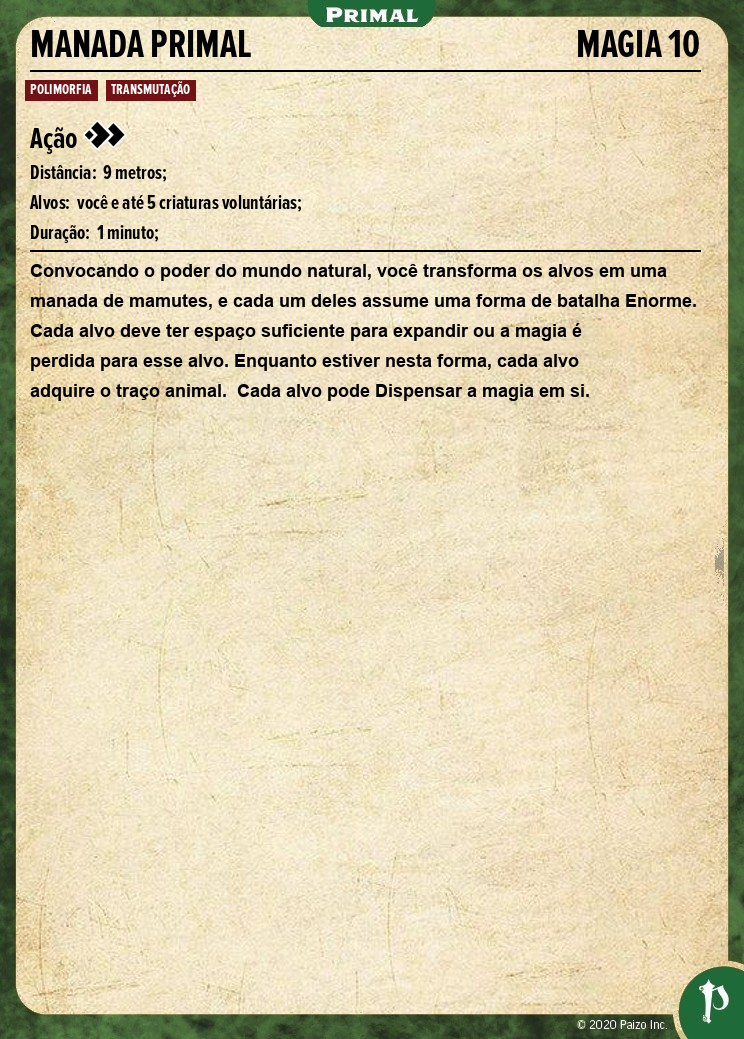 PRIMAL
MANADA PRIMAL MAGIA 10
POLIMORFIA TRANSMUTAÇÃO
Ação
Distância: 9 metros;
Alvos: você e até 5 criaturas voluntárias;
Duração: 1 minuto;
Convocando o poder do mundo natural, você transforma os alvos em uma
manada de mamutes, e cada um deles assume uma forma de batalha Enorme.
Cada alvo deve ter espaço suficiente para expandir ou a magia é
perdida para esse alvo. Enquanto estiver nesta forma, cada alvo
adquire o traço animal. Cada alvo pode Dispensar a magia em si.
© 2020 Paizo Inc.
P